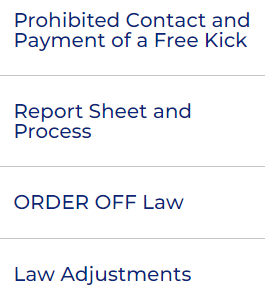 Prohibited Contact and
Payment of a Free Kick
Report Sheet and
Process
ORDER OFF Law
Law Adjustments